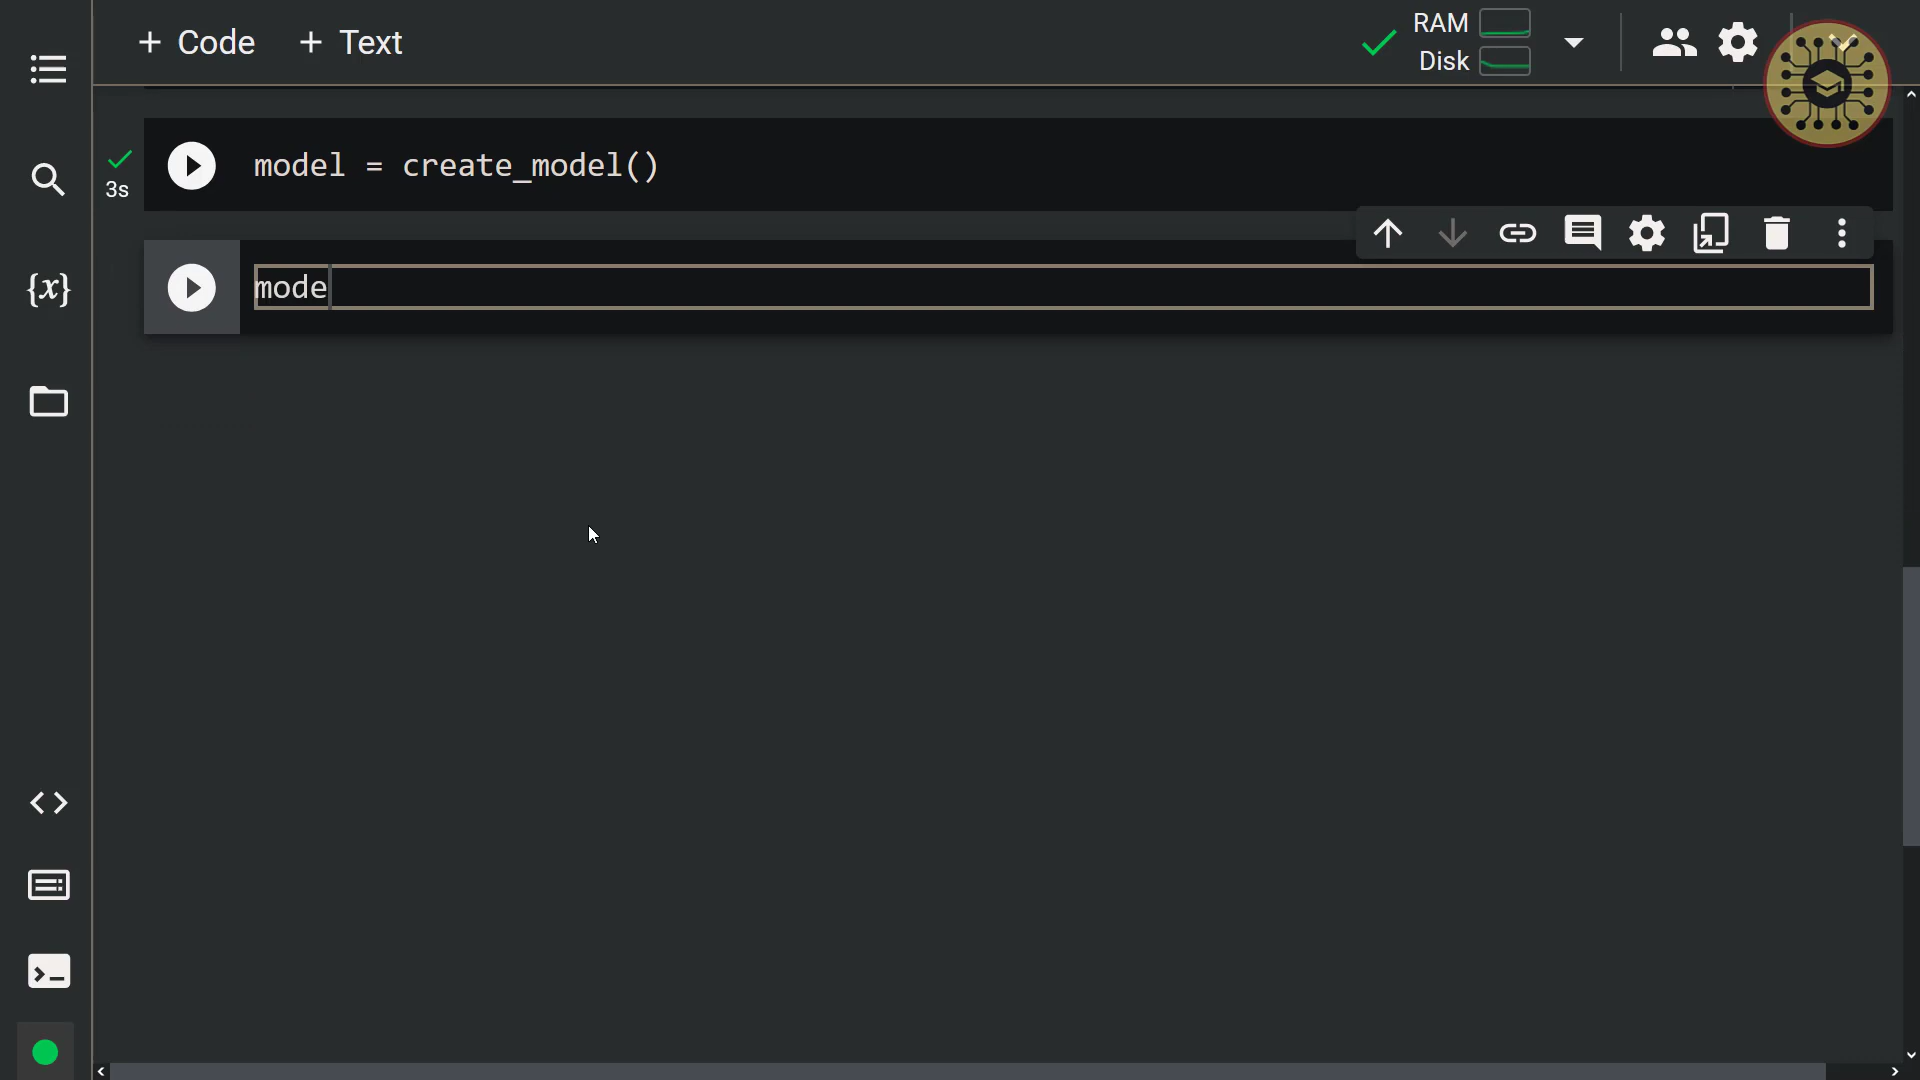 + Code + Text
RAM
Disk
{x}
3s
model = create_model()
mode